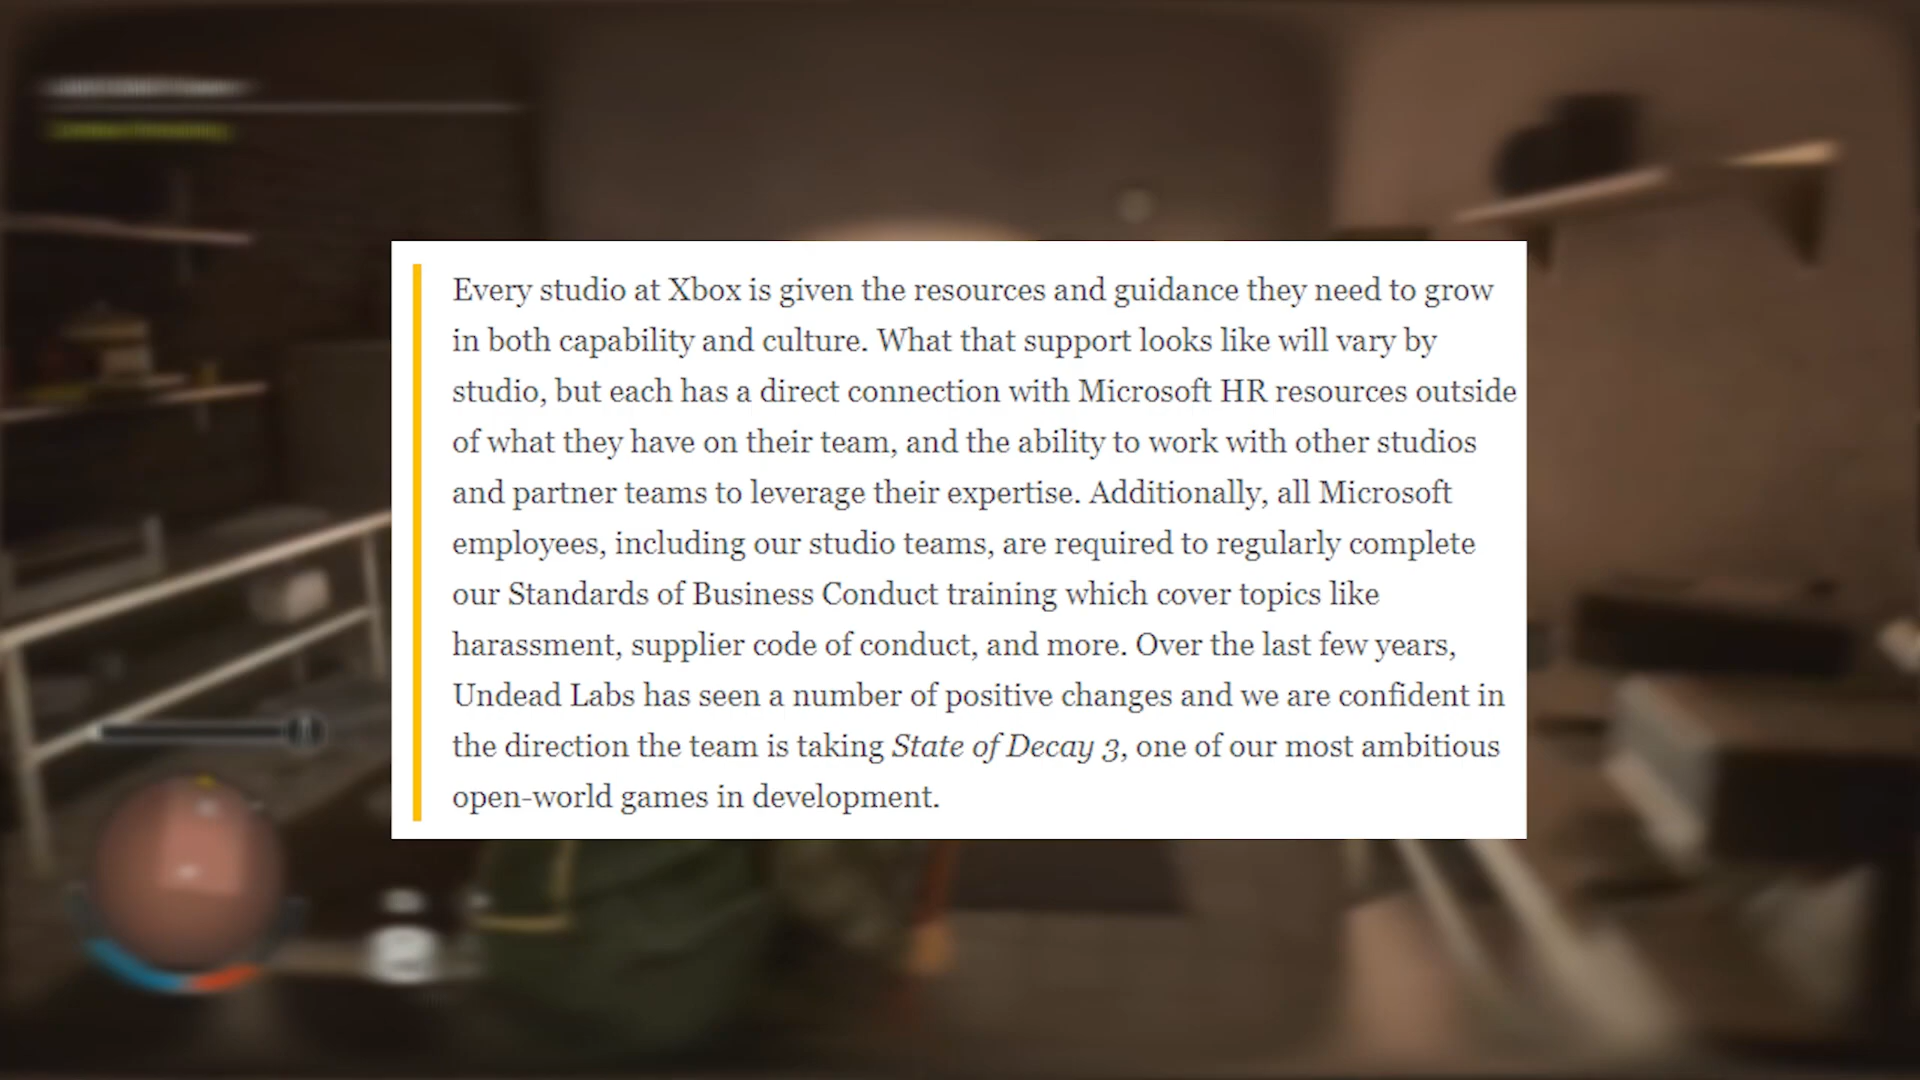 Every studio at Xbox is given the resources and guidance they need to grow
in both capability and culture. What that support looks like will vary by
studio, but each has a direct connection with Microsoft HR resources outside
of what they have on their team, and the ability to work with other studios
and partner teams to leverage their expertise. Additionally, all Microsoft
employees, including our studio teams, are required to regularly complete
our Standards of Business Conduct training which cover topics like
harassment, supplier code of conduct, and more. Over the last few years,
Undead Labs has seen a number of positive changes and we are confident in
the direction the team is taking State of Decay 3, one of our most ambitious
open-world games in development.